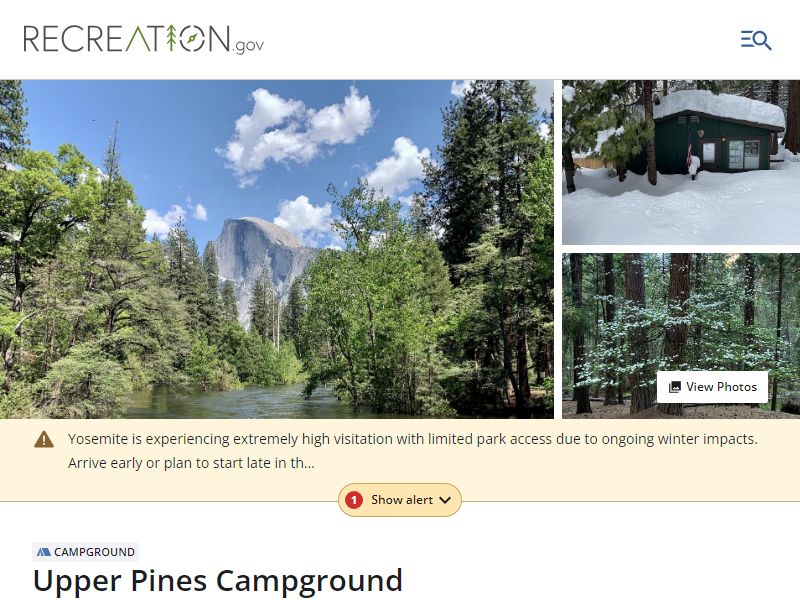 RECREATION.gov
View Photos
Yosemite is experiencing extremely high visitation with limited park access due to ongoing winter impacts.
Arrive early or plan to start late in th...
1 Show alert
CAMPGROUND
Upper Pines Campground